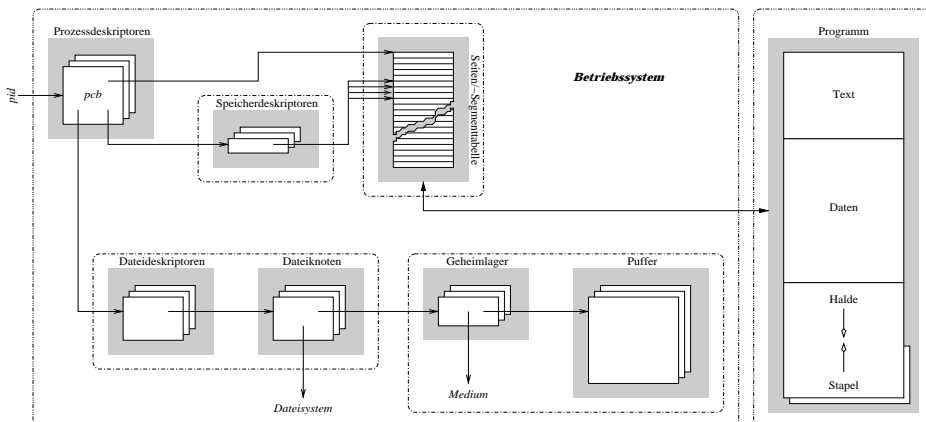 Prozessdeskriptoren
pid
pcb
Speicherdeskriptoren
Seiten/−Segmenttabelle
Betriebssystem
Programm
Text
Daten
Halde
Stapel
Dateideskriptoren
Dateiknoten
Geheimlager
Puffer
Dateisystem
Medium